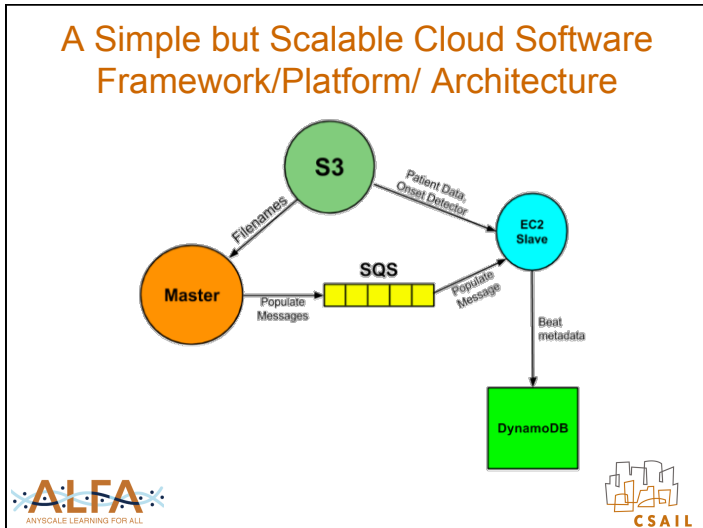 A Simple but Scalable Cloud Software
Framework/Platform/ Architecture
S3
Filenames
Patient Data,
Onset Detector
EC2
Slave
Master
Populate
Messages
SQS
Populate
Message
Beat
metadata
DynamoDB
ALFA
ANYSCALE LEARNING FOR ALL
CSAIL